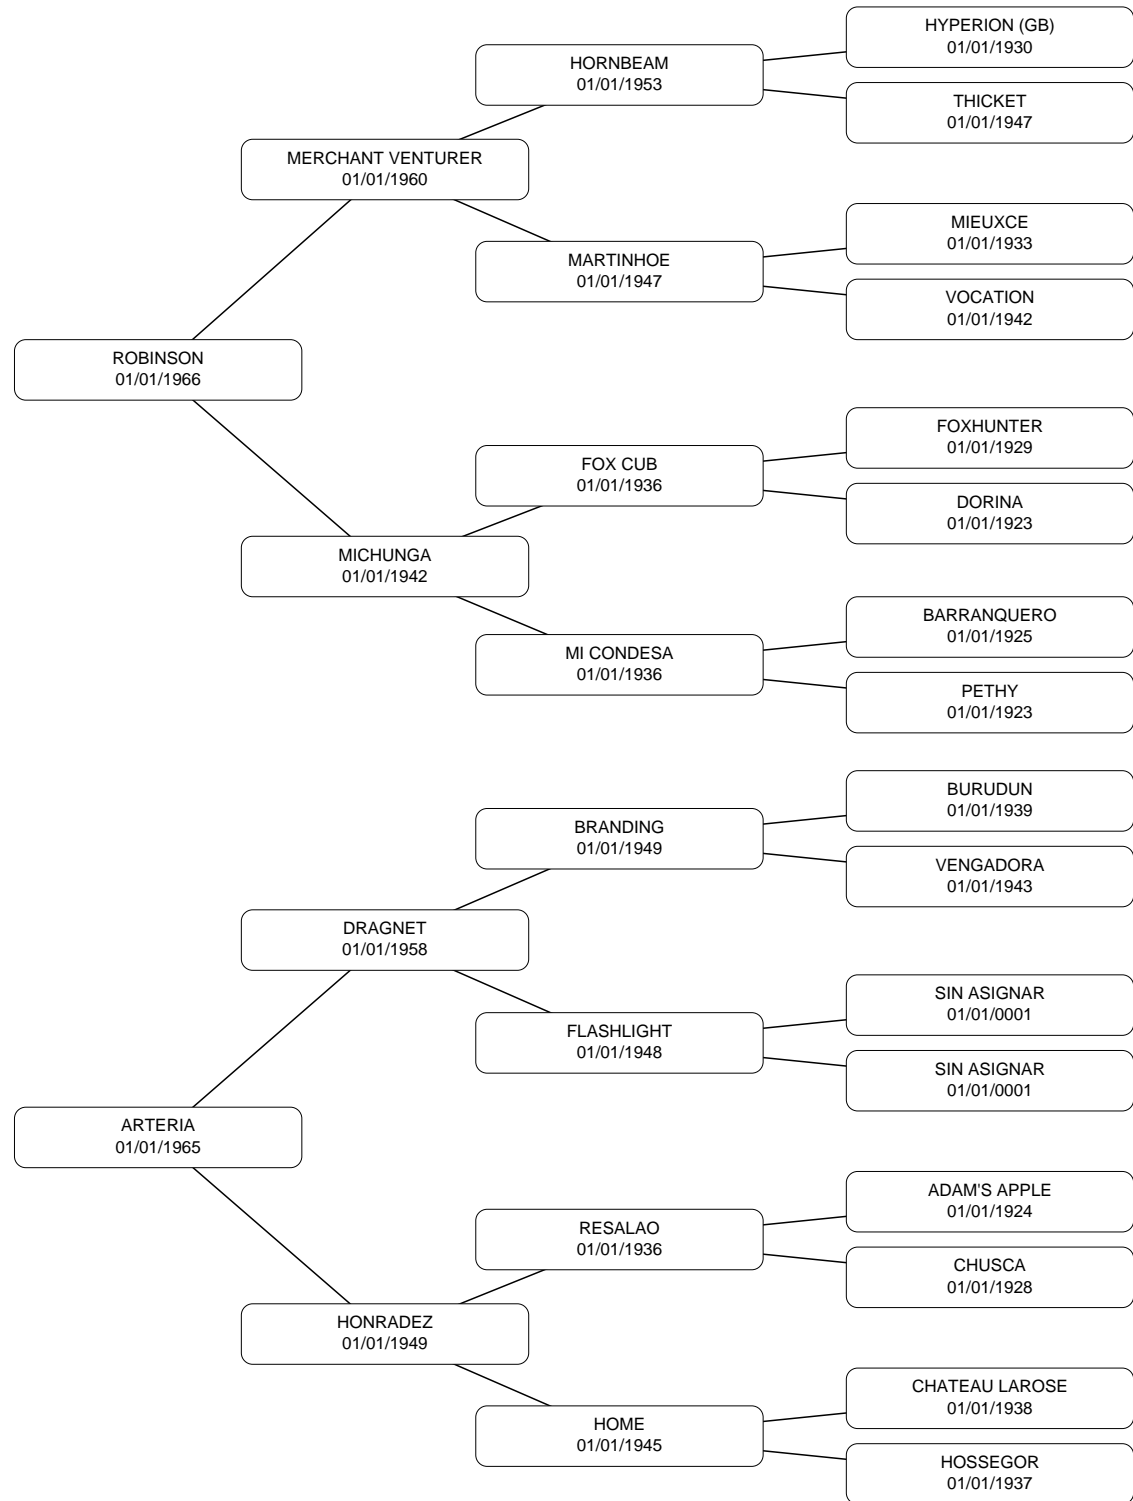 HYPERION (GB)
01/01/1930
HORNBEAM
01/01/1953
THICKET
01/01/1947
MERCHANT VENTURER
01/01/1960
MIEUXCE
01/01/1933
MARTINHOE
01/01/1947
VOCATION
01/01/1942
ROBINSON
01/01/1966
FOXHUNTER
01/01/1929
FOX CUB
01/01/1936
DORINA
01/01/1923
MICHUNGA
01/01/1942
BARRANQUERO
01/01/1925
MI CONDESA
01/01/1936
PETHY
01/01/1923
BURUDUN
01/01/1939
BRANDING
01/01/1949
VENGADORA
01/01/1943
DRAGNET
01/01/1958
SIN ASIGNAR
01/01/0001
FLASHLIGHT
01/01/1948
SIN ASIGNAR
01/01/0001
ARTERIA
01/01/1965
ADAM'S APPLE
01/01/1924
RESALAO
01/01/1936
CHUSCA
01/01/1928
HONRADEZ
01/01/1949
CHATEAU LAROSE
01/01/1938
HOME
01/01/1945
HOSSEGOR
01/01/1937